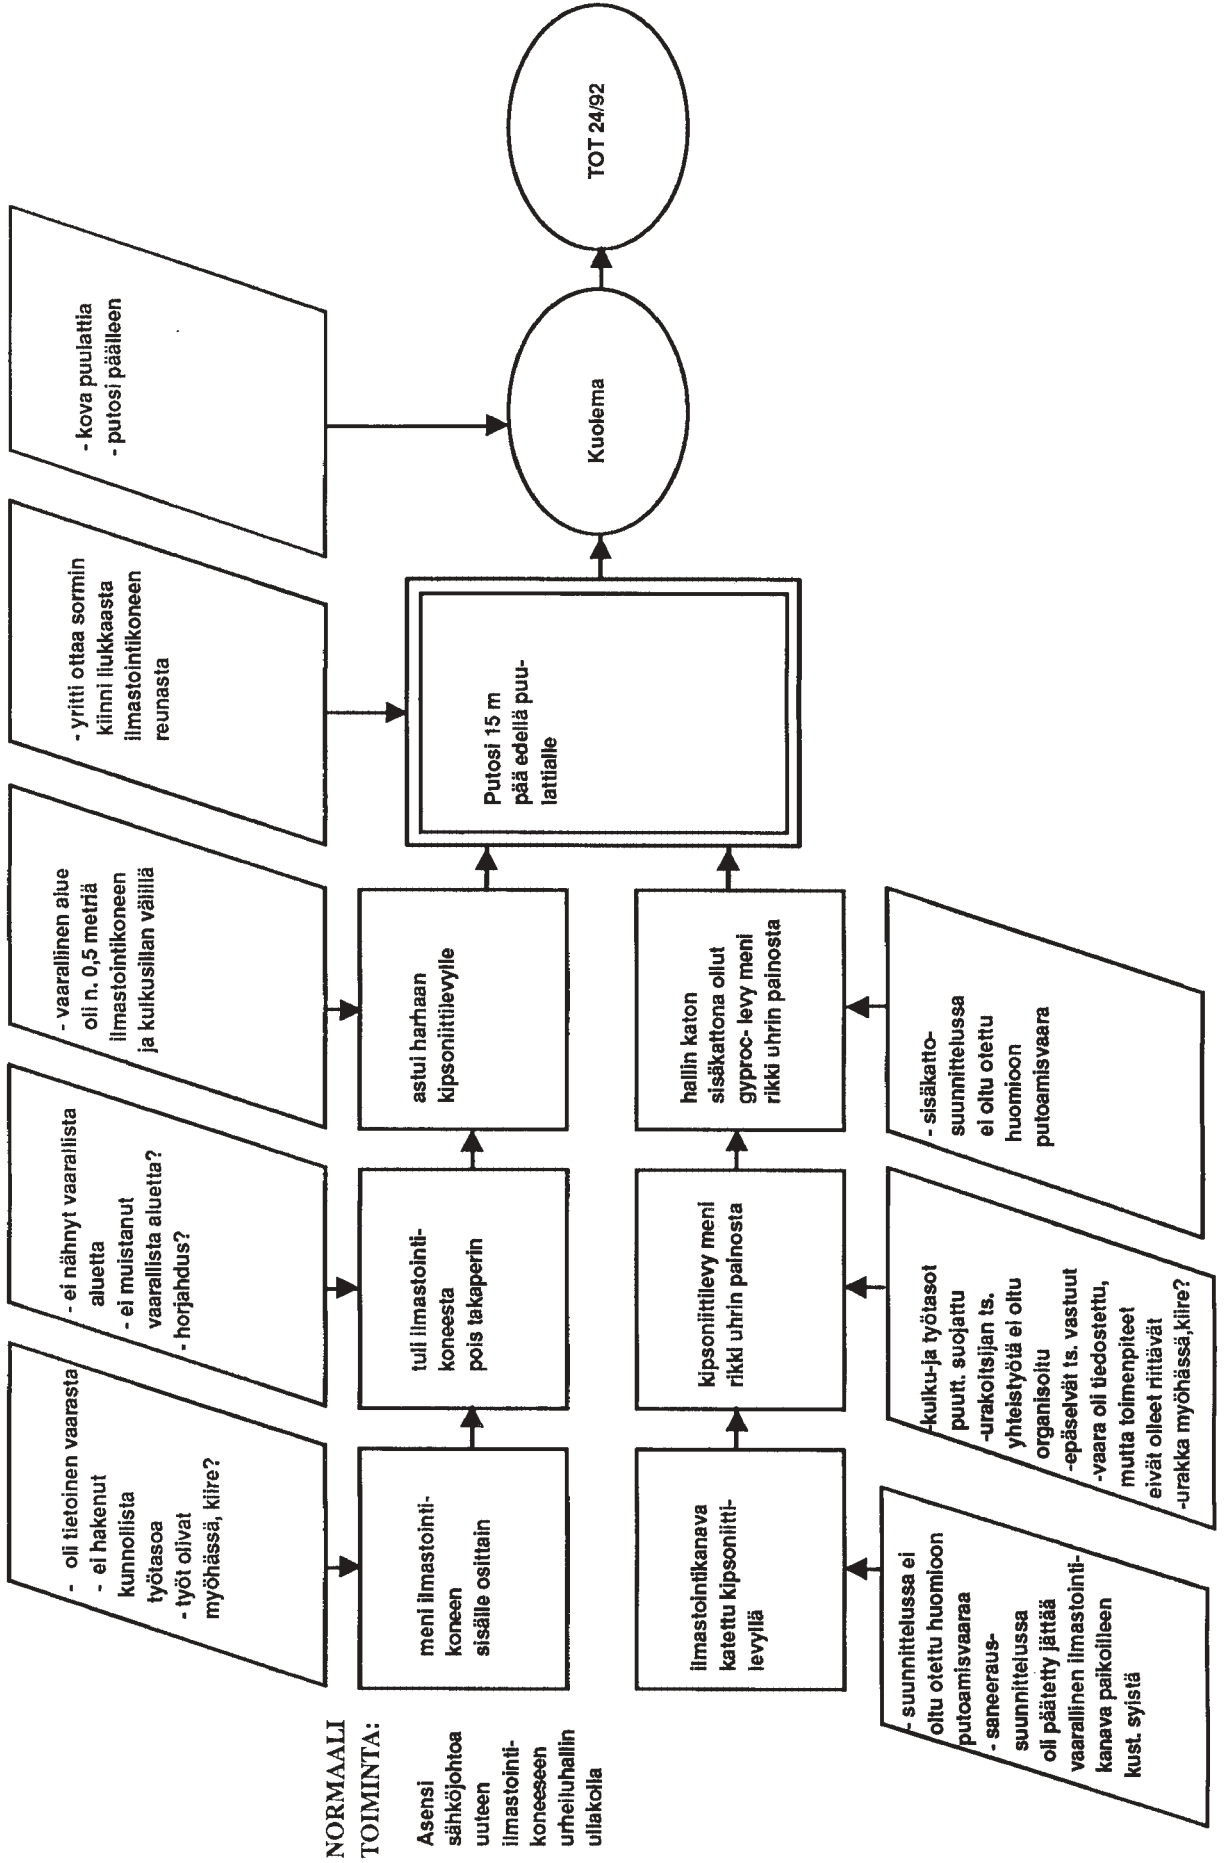 - oli tietoinen vaarasta
- ei hakenut
kunnollista
työtasoa
- työt olivat
myöhässä, kiire?
- ei nähnyt vaarallista
aluetta
- ei muistanut
vaarallista aluetta?
- horjahdus?
- vaarallinen alue
oli n. 0,5 metriä
ilmastointikoneen
ja kulkusillan välillä
- yritti ottaa sormin
kiinni liukkaasta
ilmastointikoneen
reunasta
- kova puulattia
- putosi päälleen
NORMAALI
TOIMINTA:
Asensi
sähköjohtoa
uuteen
ilmastointi-
koneeseen
urheiluhallin
ullakolla
meni ilmastointi-
koneen
sisälle osittain
tuli ilmastointi-
koneesta
pois takaperin
astui harhaan
kipsoniittilevylle
Putosi 15 m
pää edellä puu-
lattialle
Kuolema
TOT 24/92
ilmastointikanava
katettu kipsoniitti-
levyllä
kipsoniittilevy meni
rikki uhrin painosta
hallin katon
sisäkattona ollut
gyproc- levy meni
rikki uhrin painosta
- suunnittelussa ei
oltu otettu huomioon
putoamisvaaraa
- saneeraus-
suunnittelussa
oli päätetty jättää
vaarallinen ilmastointi-
kanava paikoilleen
kust. syistä
-kulku-ja työtasot
puutt. suojattu
-urakoitsijan ts.
yhteistyötä ei oltu
organisoitu
-epäselvät ts. vastuut
-vaara oli tiedostettu,
mutta toimenpiteet
eivät olleet riittävät
-urakka myöhässä,kiire?
- sisäkatto-
suunnittelussa
ei oltu otettu
huomioon
putoamisvaara